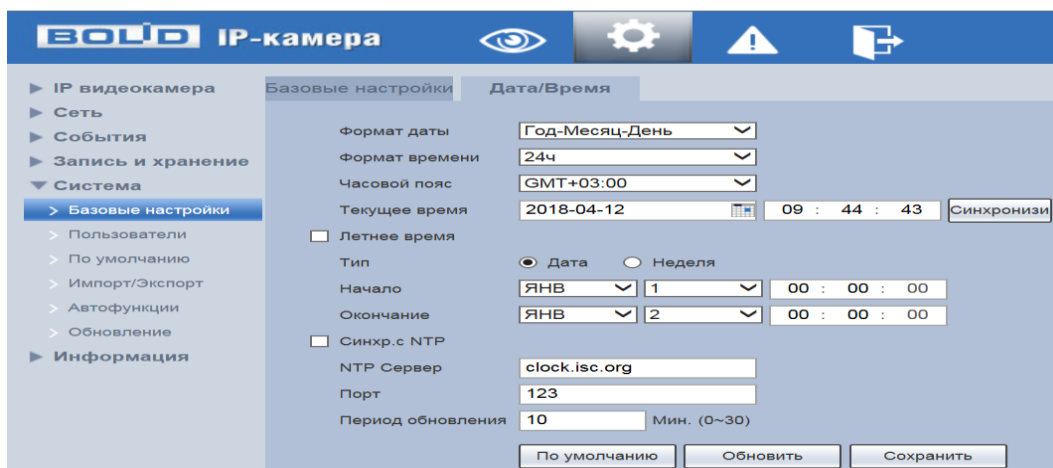 BOLID IP-камера
IP видеокамера
Сеть
События
Запись и хранение
Система
> Базовые настройки
> Пользователи
> По умолчанию
> Импорт/Экспорт
> Автофункции
> Обновление
Информация
Базовые настройки Дата/Время
Формат даты Год-Месяц-День
Формат времени 24ч
Часовой пояс GMT+03:00
Текущее время 2018-04-12 09 : 44 : 43 Синхронизи
Летнее время
Тип Дата Неделя
Начало ЯНВ 1 00 : 00 : 00
Окончание ЯНВ 2 00 : 00 : 00
Синхр.с NTP
NTP Сервер clock.isc.org
Порт 123
Период обновления 10 Мин. (0~30)
По умолчанию Обновить Сохранить